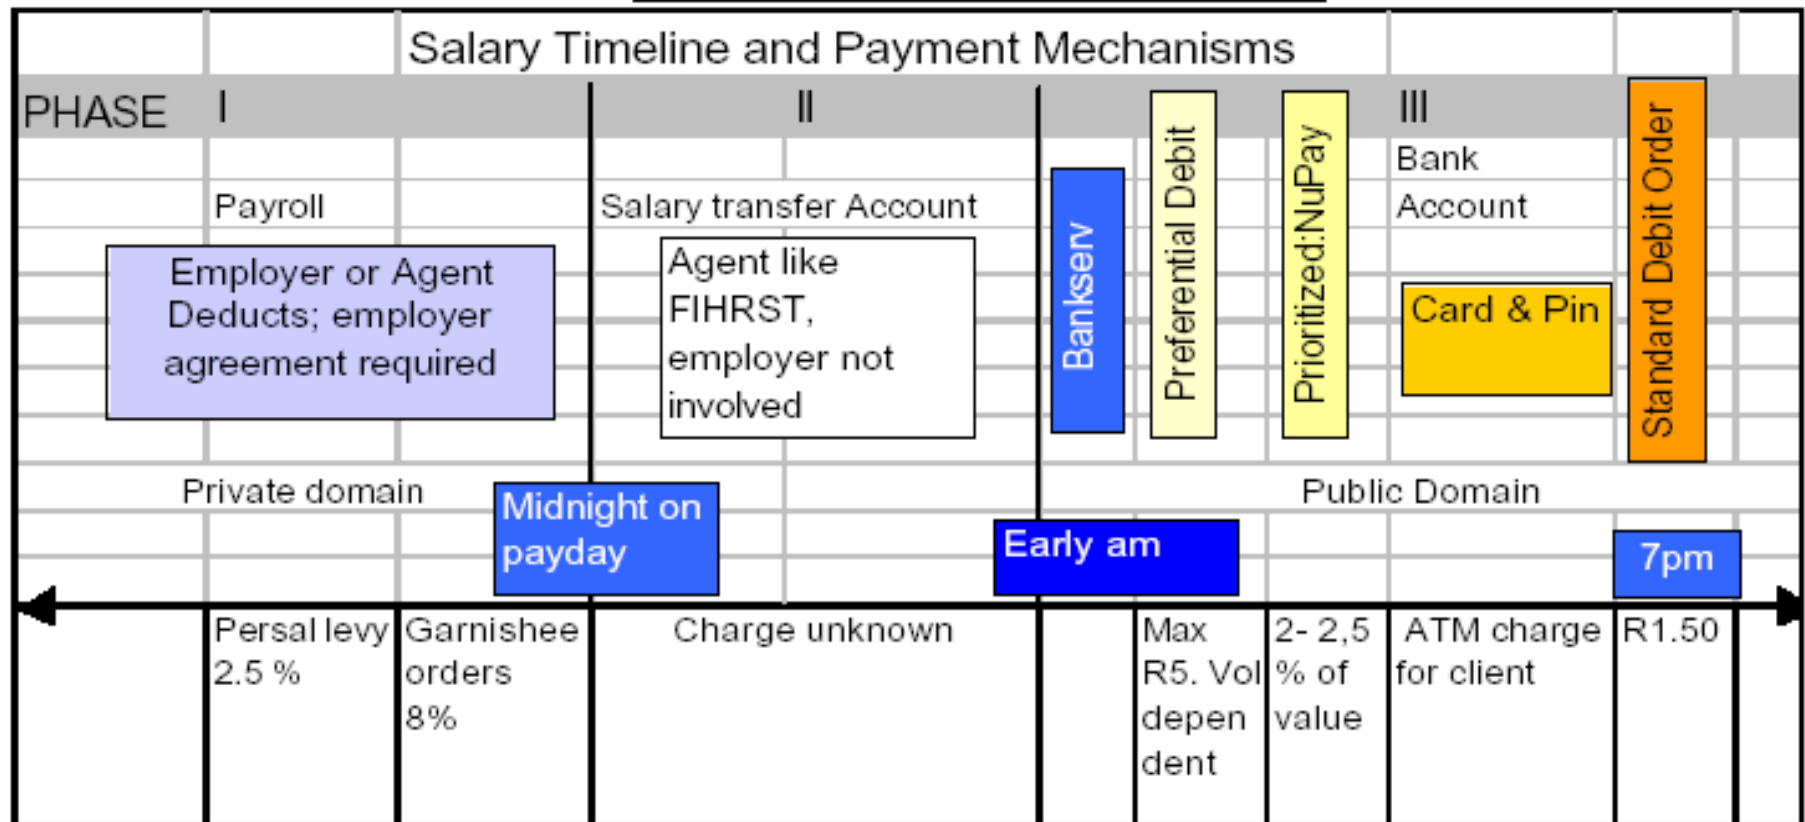 Salary Timeline and Payment Mechanisms
PHASE I II III
Payroll
Employer or Agent
Deducts; employer
agreement required
Private domain
Midnight on
payday
Salary transfer Account
Agent like
FIHRST,
employer not
involved
Bankserv
Preferential Debit
Prioritized:NuPay
Bank
Account
Card & Pin
Standard Debit Order
Public Domain
Early am
7pm
Persal levy
2.5 %
Garnishee
orders
8%
Charge unknown
Max
R5. Vol
depen
dent
2- 2,5
% of
value
ATM charge
for client
R1.50